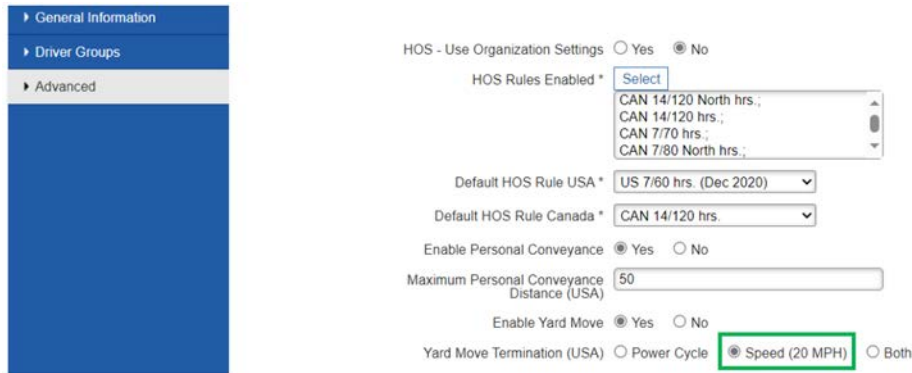 General Information
Driver Groups
Advanced
HOS - Use Organization Settings Yes No
HOS Rules Enabled * Select
CAN 14/120 North hrs.;
CAN 14/120 hrs.;
CAN 7/70 hrs.;
CAN 7/80 North hrs.;
Default HOS Rule USA * US 7/60 hrs. (Dec 2020)
Default HOS Rule Canada * CAN 14/120 hrs.
Enable Personal Conveyance Yes No
Maximum Personal Conveyance 50
Distance (USA)
Enable Yard Move Yes No
Yard Move Termination (USA) Power Cycle Speed (20 MPH) Both